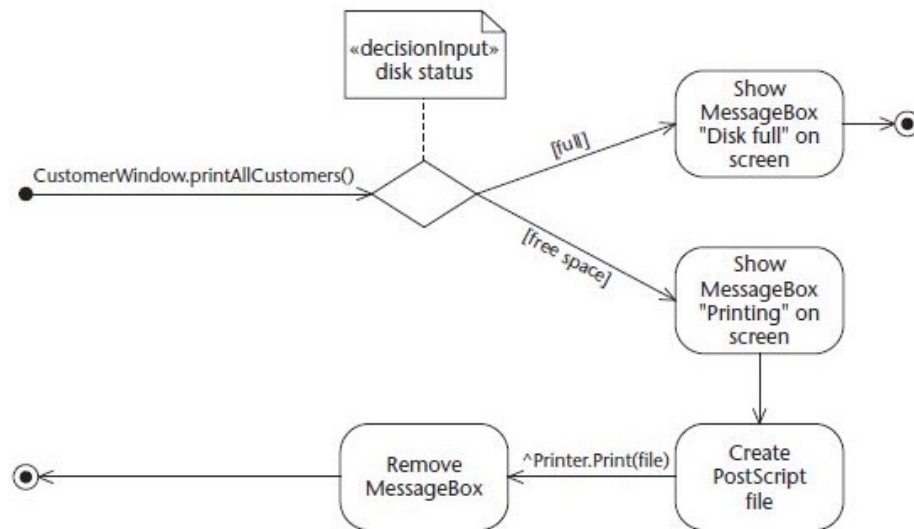 «decisionInput»
disk status
CustomerWindow.printAllCustomers()
[full]
Show
MessageBox
"Disk full" on
screen
[free space]
Show
MessageBox
"Printing" on
screen
Create
PostScript
file
^Printer.Print(file)
Remove
MessageBox